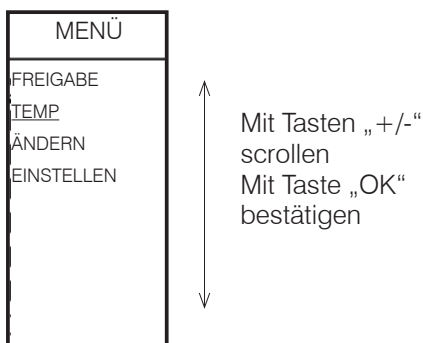 MENÜ
FREIGABE
TEMP
ÄNDERN
EINSTELLEN
Mit Tasten „+/-“
scrollen
Mit Taste „OK“
bestätigen